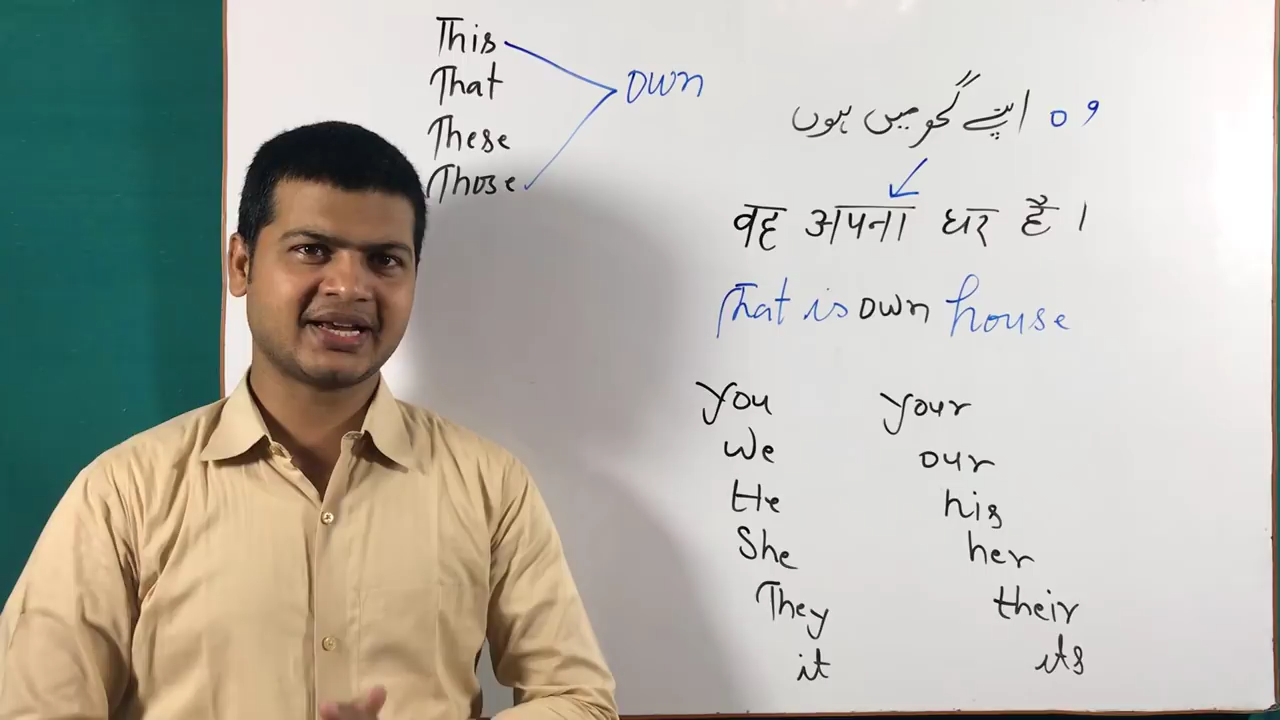 This
That
These
Those
own
وہ اپنے گھر میں ہوں
वह अपना घर है।
That is own house
you your
We our
He his
She her
They their
it its